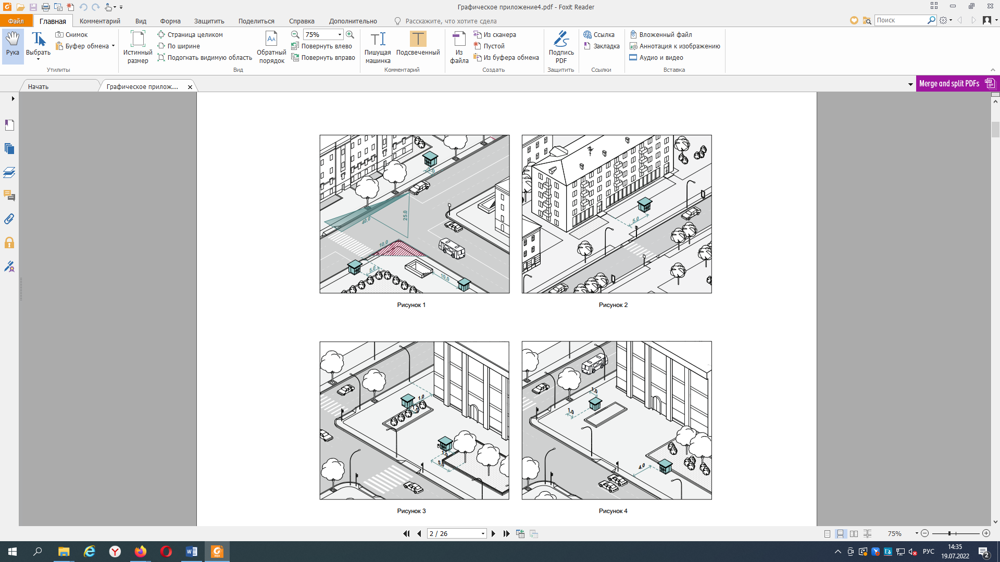 Графическое приложение4.pdf - Foxit Reader
Файл
Главная
Комментарий
Вид
Форма
Защитить
Поделиться
Справка
Дополнительно
Расскажите, что хотите сдела
Поиск
Рука
Выбрать
Снимок
Буфер обмена
Утилиты
Истинный
размер
Страница целиком
По ширине
Подогнать видимую область
Обратный
порядок
75%
Повернуть влево
Повернуть вправо
Вид
Пишущая
машинка
Подсвеченный
Комментарий
Из
файла
Из сканера
Пустой
Из буфера обмена
Создать
Подпись
PDF
Защитить
Ссылка
Закладка
Ссылки
Вложенный файл
Аннотация к изображению
Аудио и видео
Вставка
Начать
Графическое прилож...
Merge and split PDFs
40.0
25.0
10.0
5.0
10.0
Рисунок 1
5.0
Рисунок 2
1.0
1.0
5.0
Рисунок 3
1.0
1.0
4.0
Рисунок 4
2 / 26
75%
РУС
14:35
19.07.2022
2